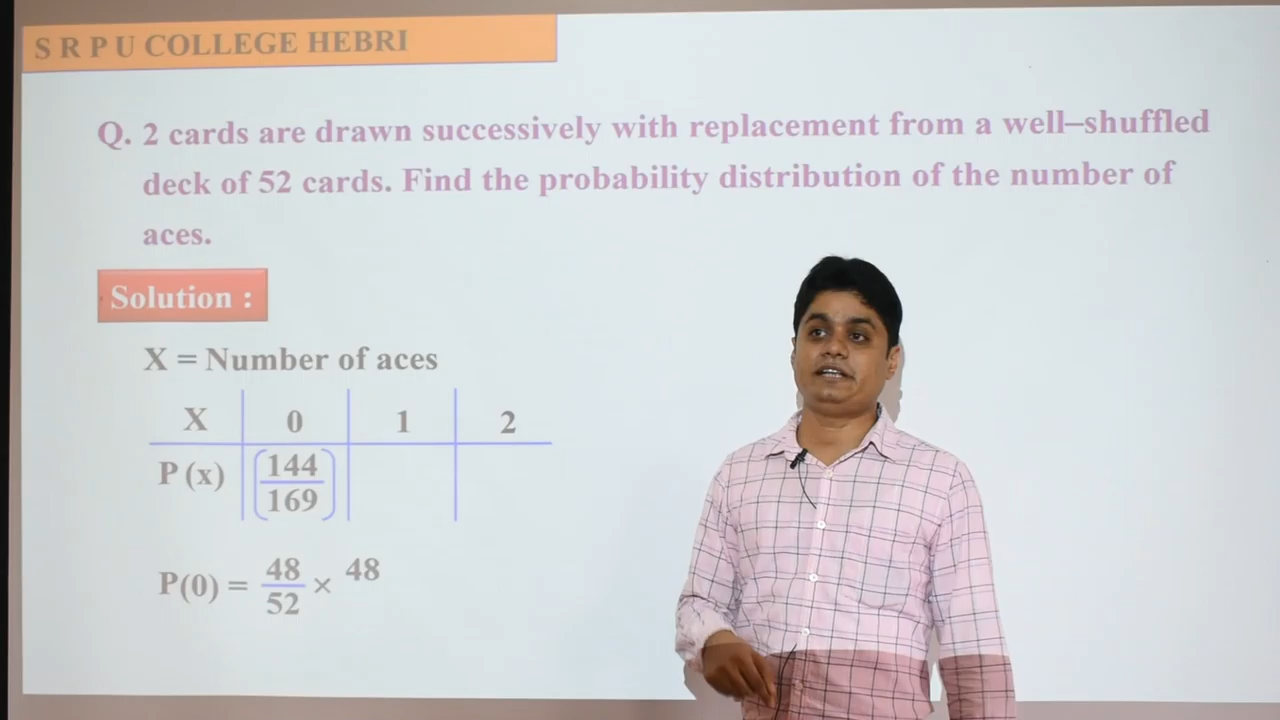 S R P U COLLEGE HEBRI
Q. 2 cards are drawn successively with replacement from a well–shuffled
deck of 52 cards. Find the probability distribution of the number of
aces.
Solution :
X = Number of aces
X 0 1 2
P (x) (144/169)
P(0) = 48/52 × 48